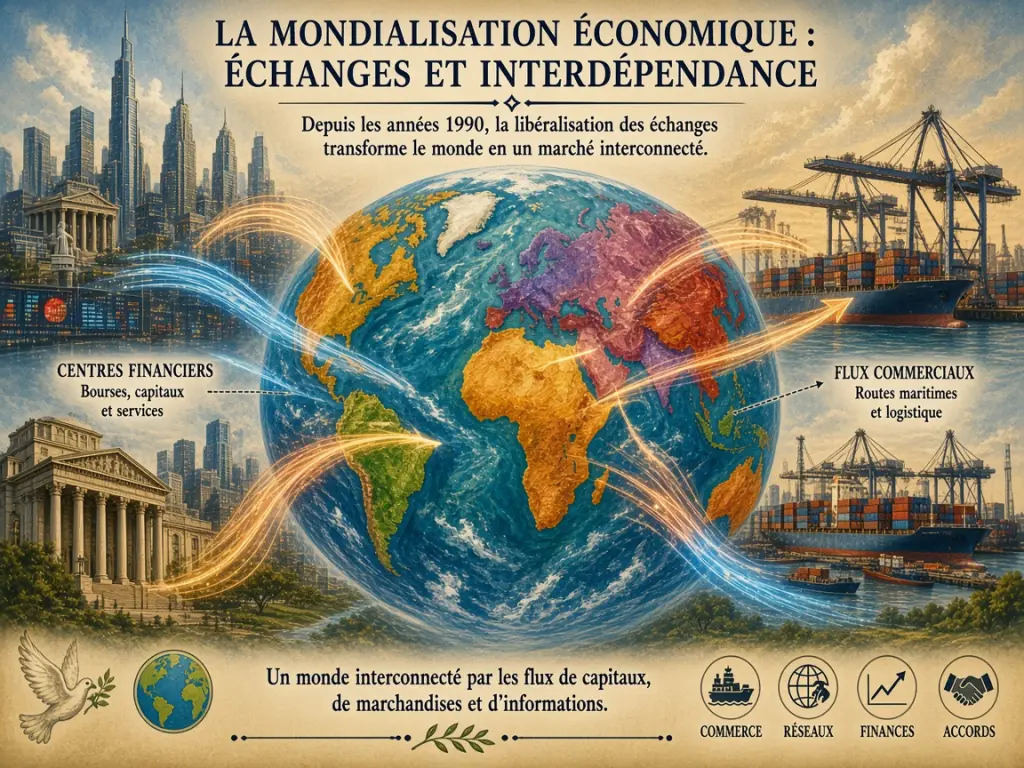 LA MONDIALISATION ÉCONOMIQUE :
ÉCHANGES ET INTERDÉPENDANCE
Depuis les années 1990, la libéralisation des échanges
transforme le monde en un marché interconnecté.
CENTRES FINANCIERS
Bourses, capitaux
et services
FLUX COMMERCIAUX
Routes maritimes
et logistique
Un monde interconnecté par les flux de capitaux,
de marchandises et d'informations.
COMMERCE
RÉSEAUX
FINANCES
ACCORDS